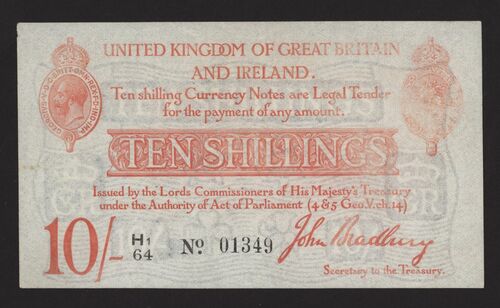 UNITED KINGDOM OF GREAT BRITAIN
AND IRELAND.
Ten shilling Currency Notes are Legal Tender
for the payment of any amount.
TEN SHILLINGS
Issued by the Lords Commissioners of His Majesty's Treasury
under the Authority of Act of Parliament (4 & 5 Geo.V.ch.14)
10/- H1/64 No. 01349 John Bradbury
Secretary to the Treasury.